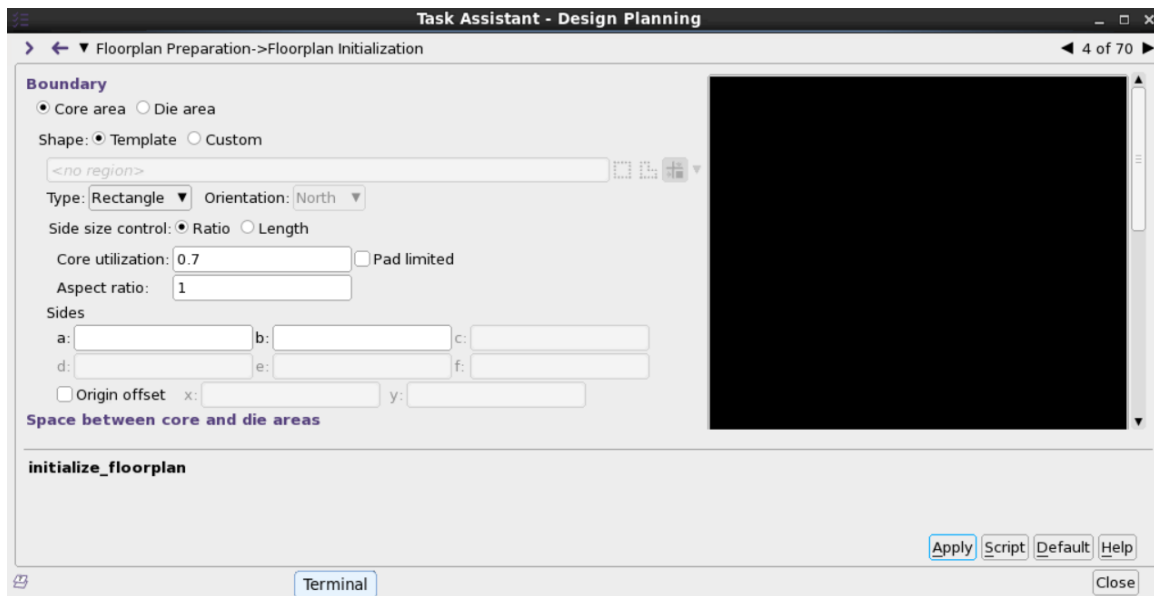 Task Assistant - Design Planning
Floorplan Preparation->Floorplan Initialization 4 of 70
Boundary
Core area Die area
Shape: Template Custom
<no region>
Type: Rectangle Orientation: North
Side size control: Ratio Length
Core utilization: 0.7 Pad limited
Aspect ratio: 1
Sides
a: b: c:
d: e: f:
Origin offset x: y:
Space between core and die areas
initialize_floorplan
Apply Script Default Help
Terminal Close